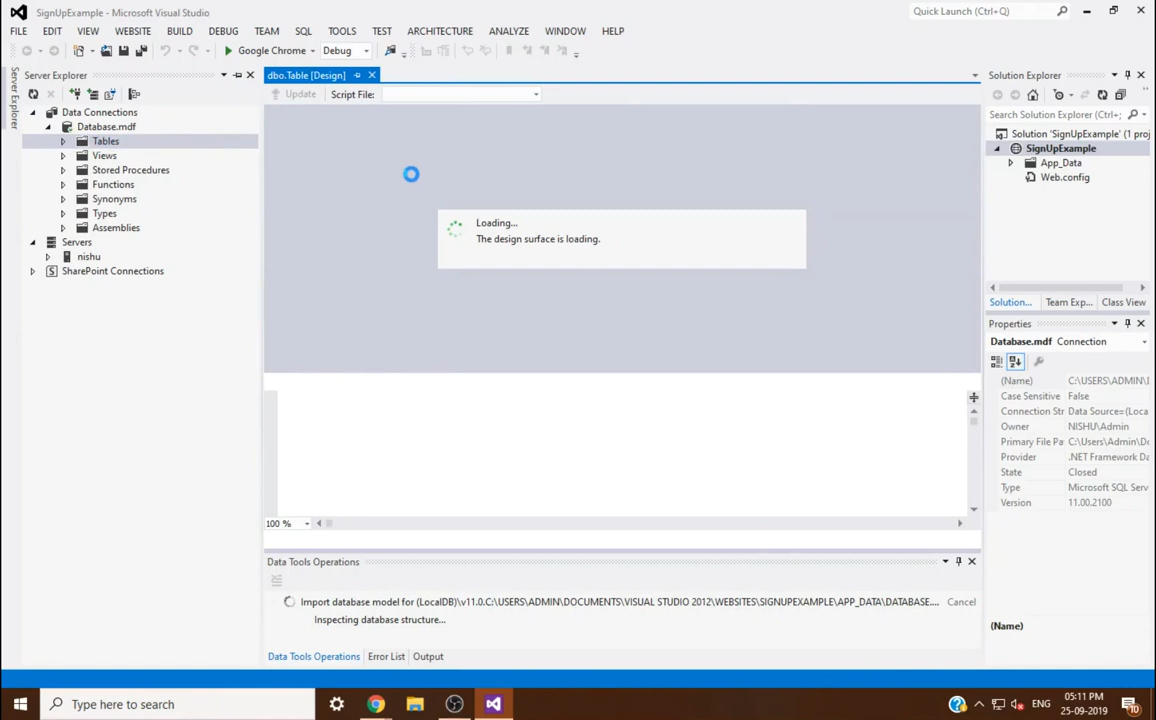 SignUpExample - Microsoft Visual Studio
Quick Launch (Ctrl+Q)
FILE EDIT VIEW WEBSITE BUILD DEBUG TEAM SQL TOOLS TEST ARCHITECTURE ANALYZE WINDOW HELP
Google Chrome Debug
Server Explorer
Server Explorer
Data Connections
Database.mdf
Tables
Views
Stored Procedures
Functions
Synonyms
Types
Assemblies
Servers
nishu
SharePoint Connections
dbo.Table [Design]
Update Script File:
Loading...
The design surface is loading.
100 %
Data Tools Operations
Import database model for (LocalDB)\v11.0.C:\USERS\ADMIN\DOCUMENTS\VISUAL STUDIO 2012\WEBSITES\SIGNUPEXAMPLE\APP_DATA\DATABASE.... Cancel
Inspecting database structure...
Data Tools Operations Error List Output
Solution Explorer
Search Solution Explorer (Ctrl+;
Solution 'SignUpExample' (1 proj
SignUpExample
App_Data
Web.config
Solution... Team Exp... Class View
Properties
Database.mdf Connection
(Name) C:\USERS\ADMIN\
Case Sensitive False
Connection Str Data Source=(Loca
Owner NISHU\Admin
Primary File Pa C:\Users\Admin\Do
Provider .NET Framework Da
State Closed
Type Microsoft SQL Serv
Version 11.00.2100
(Name)
Type here to search
ENG
05:11 PM
25-09-2019
10